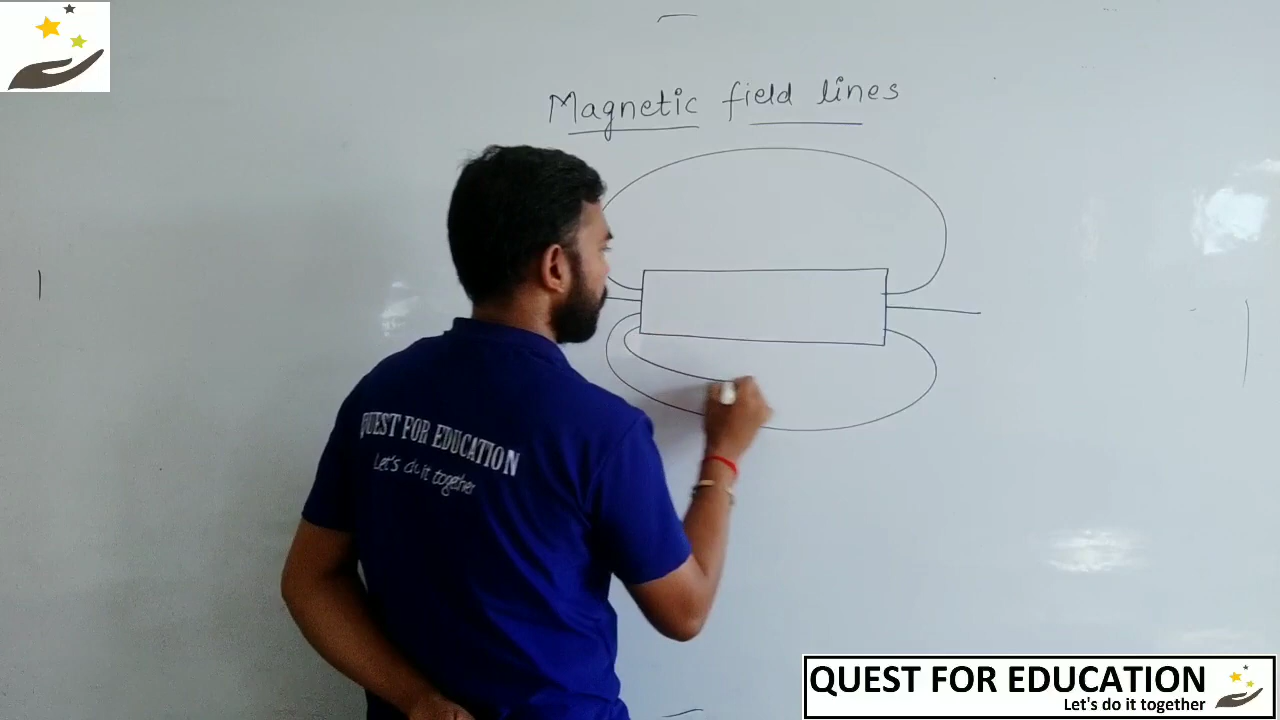 Magnetic field lines
QUEST FOR EDUCATION
Let's do it together
QUEST FOR EDUCATION
Let's do it together